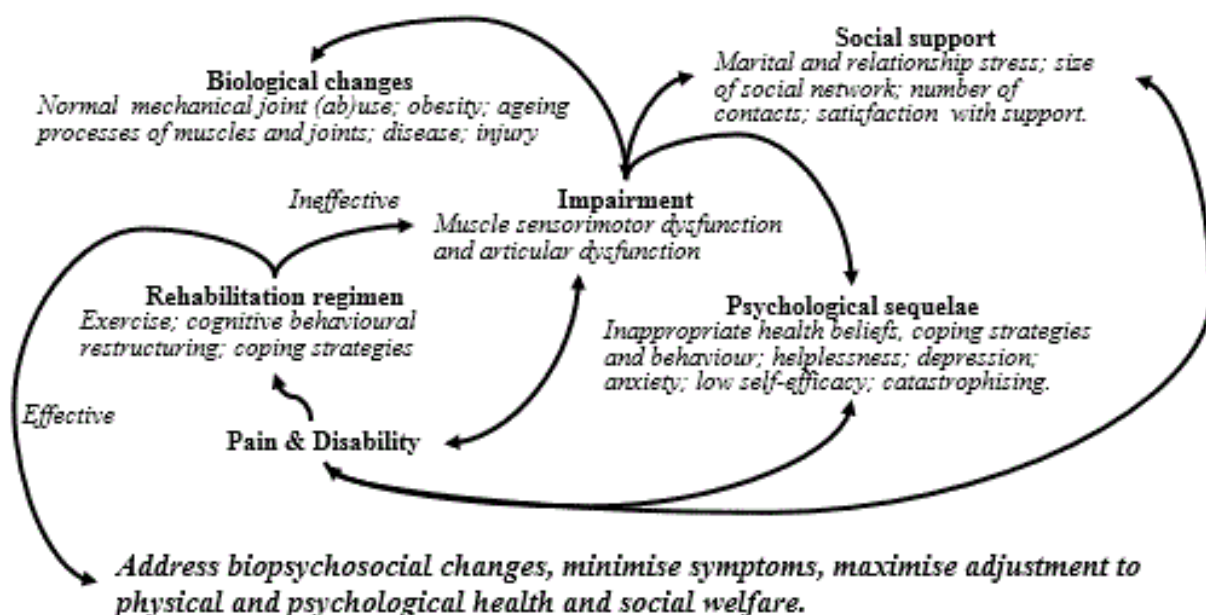 Social support
Marital and relationship stress; size
of social network; number of
contacts; satisfaction with support.
Biological changes
Normal mechanical joint (ab)use; obesity; ageing
processes of muscles and joints; disease; injury
Ineffective
Impairment
Muscle sensorimotor dysfunction
and articular dysfunction
Rehabilitation regimen
Exercise; cognitive behavioural
restructuring; coping strategies
Psychological sequelae
Inappropriate health beliefs, coping strategies
and behaviour; helplessness; depression;
anxiety; low self-efficacy; catastrophising.
Effective
Pain & Disability
Address biopsychosocial changes, minimise symptoms, maximise adjustment to
physical and psychological health and social welfare.